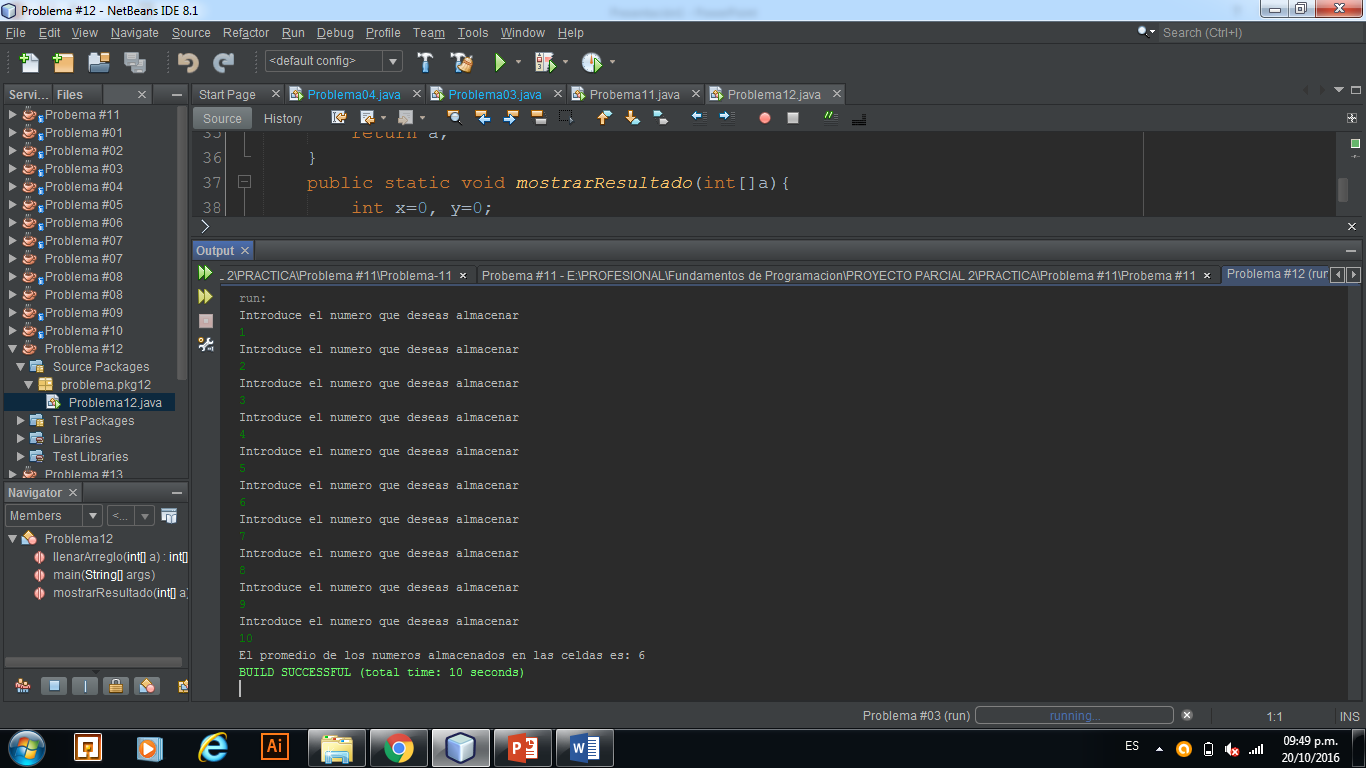 Problema #12 - NetBeans IDE 8.1
File Edit View Navigate Source Refactor Run Debug Profile Team Tools Window Help
Search (Ctrl+I)
<default config>
Servi... Files
Start Page Problema04.java Problema03.java Probema11.java Problema12.java
Source History
Probema #11
Problema #01
Problema #02
Problema #03
Problema #04
Problema #05
Problema #06
Problema #07
Problema #07
Problema #08
Problema #08
Problema #09
Problema #10
Problema #12
Source Packages
problema.pkg12
Problema12.java
Test Packages
Libraries
Test Libraries
Problema #13
35 return a;
36 }
37 public static void mostrarResultado(int[]a){
38 int x=0, y=0;
Output
2\PRACTICA\Problema #11\Problema-11 Probema #11 - E:\PROFESIONAL\Fundamentos de Programacion\PROYECTO PARCIAL 2\PRACTICA\Problema #11\Probema #11 Problema #12 (run
run:
Introduce el numero que deseas almacenar
1
Introduce el numero que deseas almacenar
2
Introduce el numero que deseas almacenar
3
Introduce el numero que deseas almacenar
4
Introduce el numero que deseas almacenar
5
Introduce el numero que deseas almacenar
6
Introduce el numero que deseas almacenar
7
Introduce el numero que deseas almacenar
8
Introduce el numero que deseas almacenar
9
Introduce el numero que deseas almacenar
10
El promedio de los numeros almacenados en las celdas es: 6
BUILD SUCCESSFUL (total time: 10 seconds)
Navigator
Members <...
Problema12
llenarArreglo(int[] a) : int[]
main(String[] args)
mostrarResultado(int[] a)
Problema #03 (run) running...
1:1 INS
Ai
ES
09:49 p.m.
20/10/2016